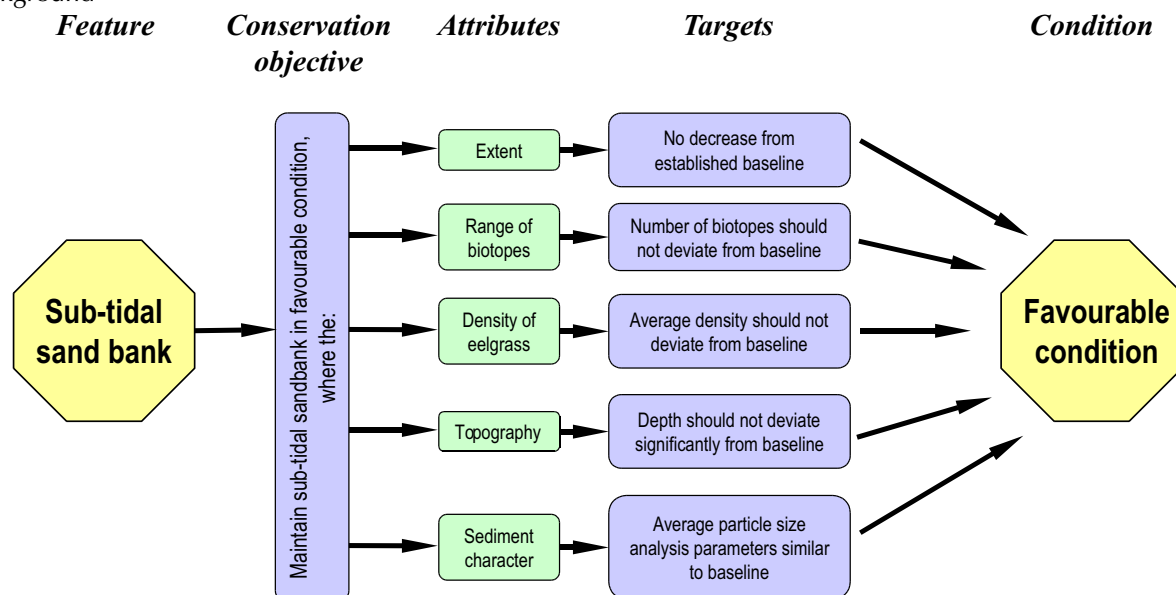 Feature
Conservation
objective
Attributes
Targets
Condition
Sub-tidal
sand bank
Maintain sub-tidal sandbank in favourable condition,
where the:
Extent
No decrease from
established baseline
Range of
biotopes
Number of biotopes should
not deviate from baseline
Density of
eelgrass
Average density should not
deviate from baseline
Topography
Depth should not deviate
significantly from baseline
Sediment
character
Average particle size
analysis parameters similar
to baseline
Favourable
condition